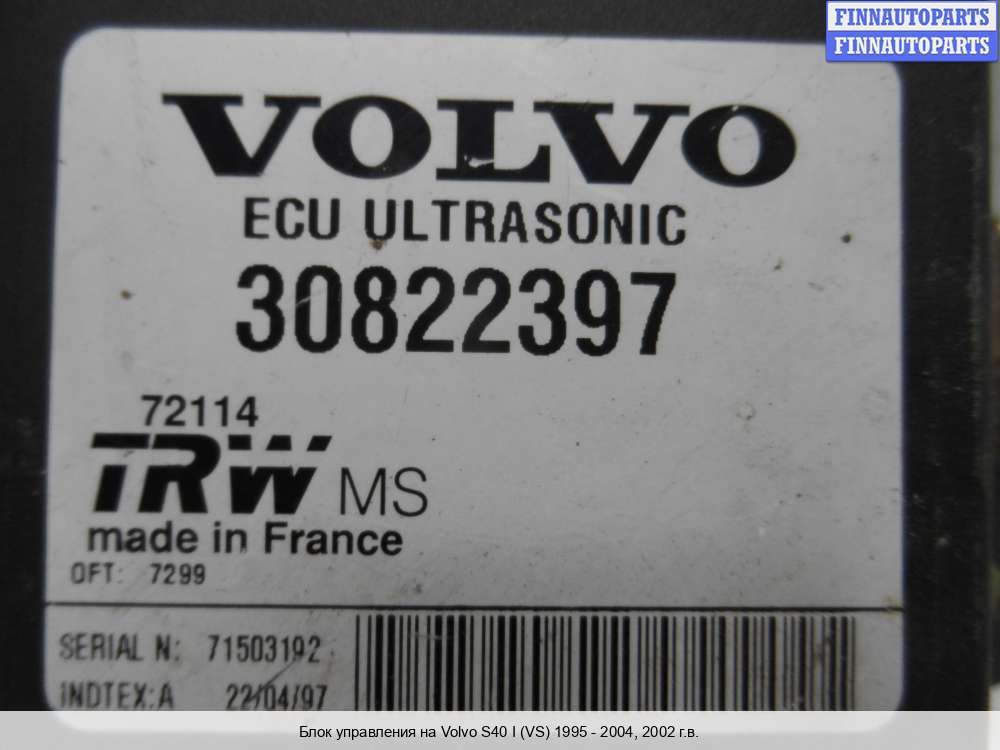 FINNAUTOPARTS
FINNAUTOPARTS
VOLVO
ECU ULTRASONIC
30822397
72114
TRW MS
made in France
OFT: 7299
SERIAL N: 71503192
INDTEX:A 22/04/97
Блок управления на Volvo S40 I (VS) 1995 - 2004, 2002 г.в.